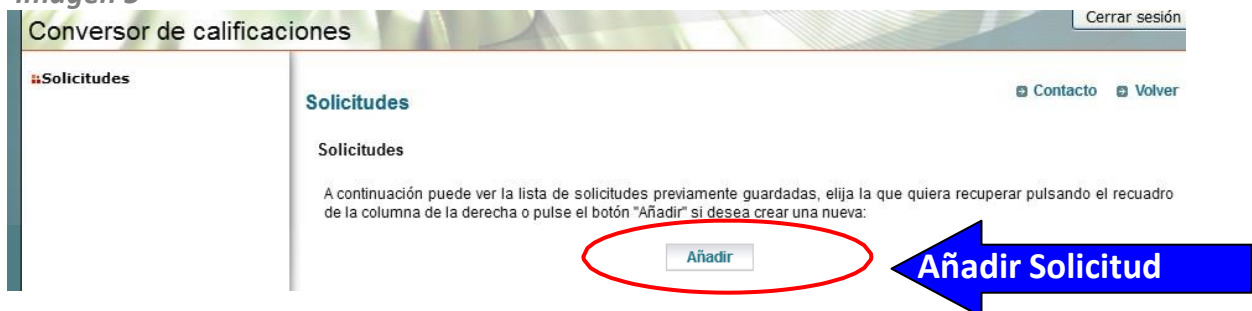 Imagen 3
Conversor de calificaciones
Cerrar sesión
Solicitudes
Contacto
Volver
Solicitudes
Solicitudes
A continuación puede ver la lista de solicitudes previamente guardadas, elija la que quiera recuperar pulsando el recuadro
de la columna de la derecha o pulse el botón "Añadir" si desea crear una nueva:
Añadir
Añadir Solicitud